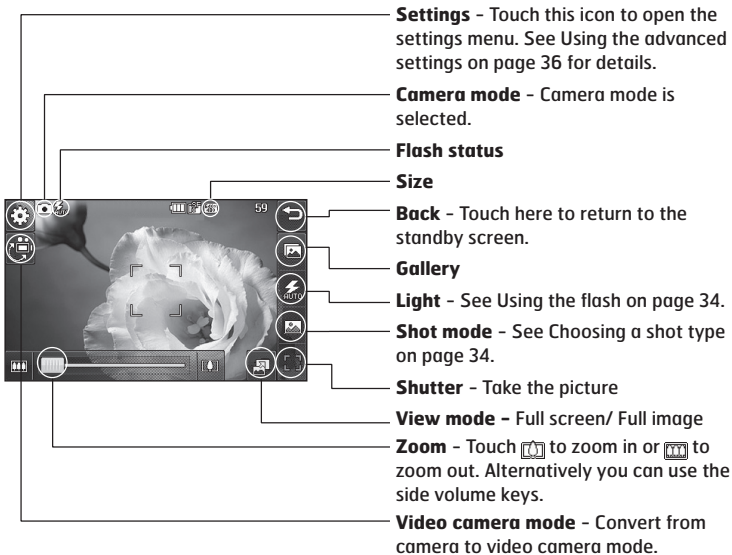 Settings – Touch this icon to open the
settings menu. See Using the advanced
settings on page 36 for details.
Camera mode – Camera mode is
selected.
Flash status
Size
Back – Touch here to return to the
standby screen.
Gallery
Light – See Using the flash on page 34.
Shot mode – See Choosing a shot type
on page 34.
Shutter – Take the picture
View mode – Full screen/ Full image
Zoom – Touch to zoom in or to
zoom out. Alternatively you can use the
side volume keys.
Video camera mode – Convert from
camera to video camera mode.
59
AUTO